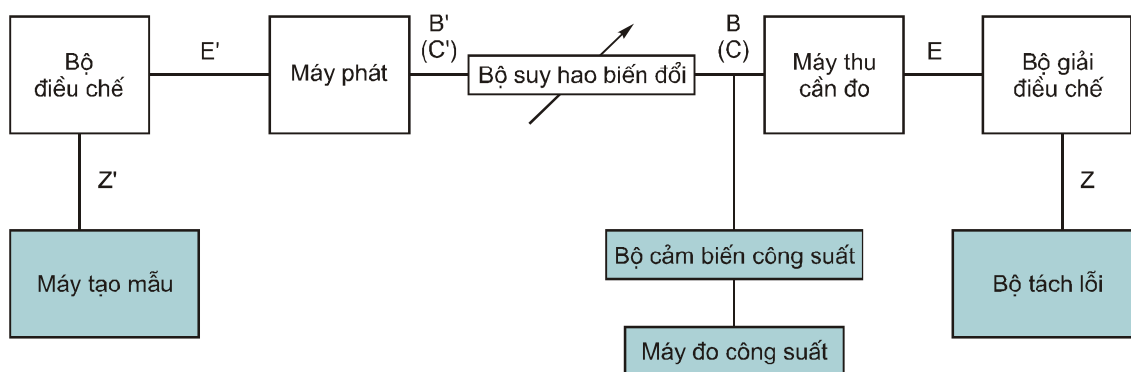 Bộ
điều chế
E'
Máy phát
B'
(C')
Bộ suy hao biến đổi
B
(C)
Máy thu
cần đo
E
Bộ giải
điều chế
Z'
Z
Máy tạo mẫu
Bộ cảm biến công suất
Bộ tách lỗi
Máy đo công suất